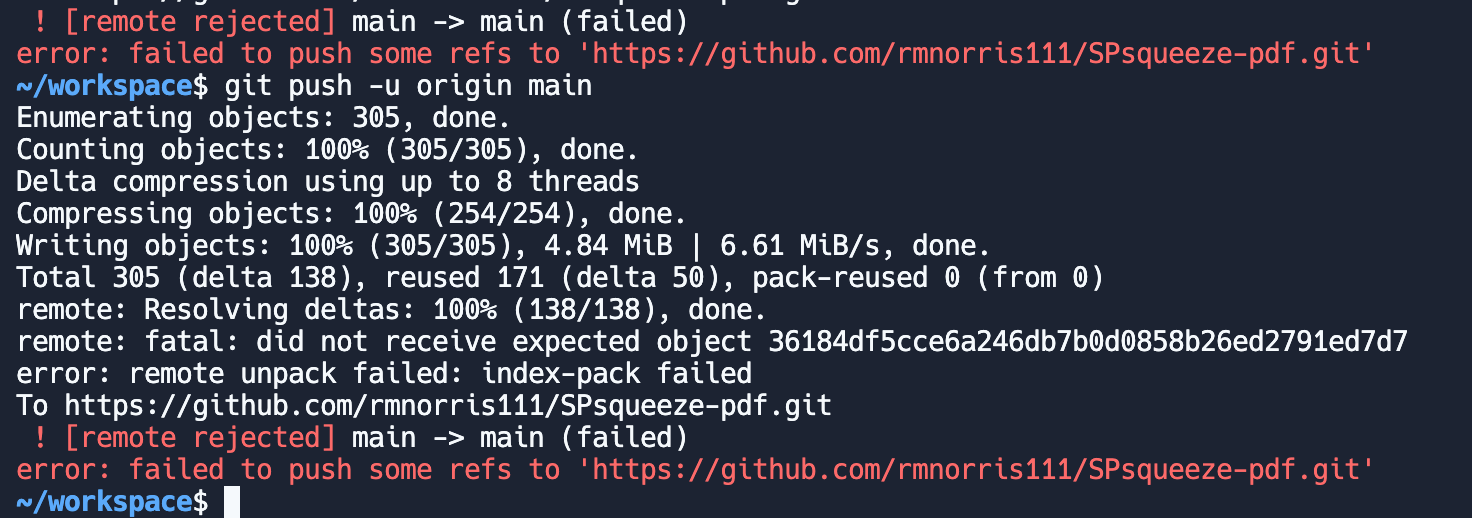 ! [remote rejected] main -> main (failed)
error: failed to push some refs to 'https://github.com/rmnorris111/SPsqueeze-pdf.git'
~/workspace$ git push -u origin main
Enumerating objects: 305, done.
Counting objects: 100% (305/305), done.
Delta compression using up to 8 threads
Compressing objects: 100% (254/254), done.
Writing objects: 100% (305/305), 4.84 MiB | 6.61 MiB/s, done.
Total 305 (delta 138), reused 171 (delta 50), pack-reused 0 (from 0)
remote: Resolving deltas: 100% (138/138), done.
remote: fatal: did not receive expected object 36184df5cce6a246db7b0d0858b26ed2791ed7d7
error: remote unpack failed: index-pack failed
To https://github.com/rmnorris111/SPsqueeze-pdf.git
 ! [remote rejected] main -> main (failed)
error: failed to push some refs to 'https://github.com/rmnorris111/SPsqueeze-pdf.git'
~/workspace$